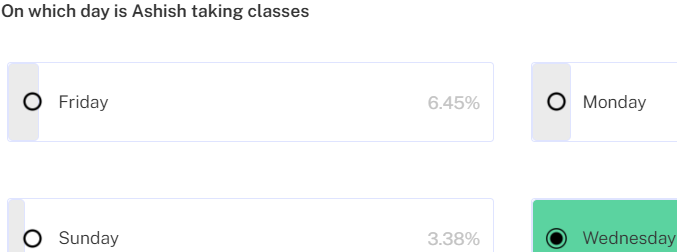 On which day is Ashish taking classes
Friday 6.45% Monday
Sunday 3.38% Wednesday